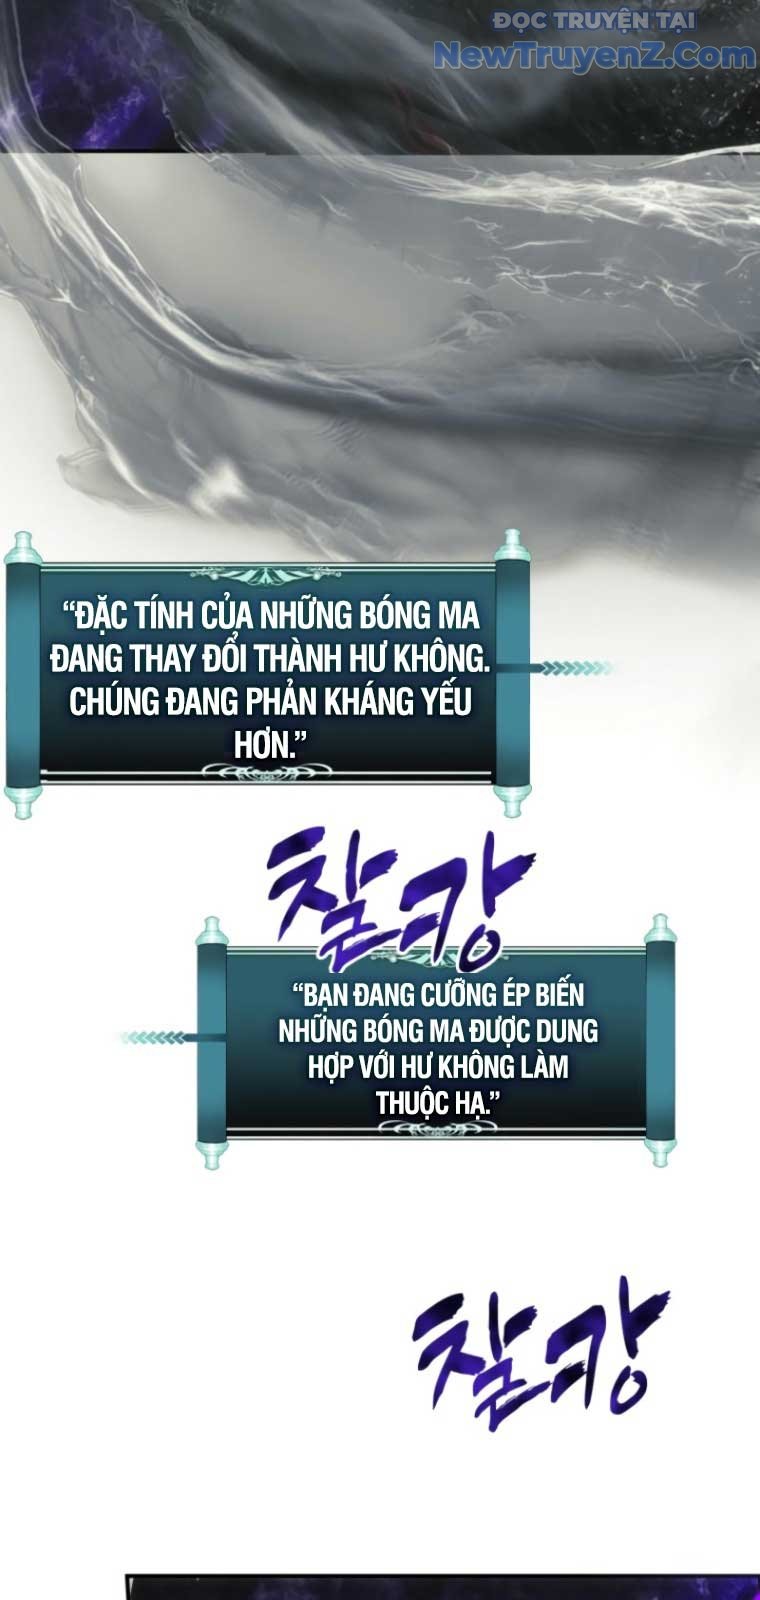 ĐỌC TRUYỆN TẠI
NewTruyenZ.Com
“ĐẶC TÍNH CỦA NHỮNG BÓNG MA
ĐANG THAY ĐỔI THÀNH HƯ KHÔNG.
CHÚNG ĐANG PHẢN KHÁNG YẾU
HƠN.”
찰캉
“BẠN ĐANG CƯỠNG ÉP BIẾN
NHỮNG BÓNG MA ĐƯỢC DUNG
HỢP VỚI HƯ KHÔNG LÀM
THUỘC HẠ.”
찰캉